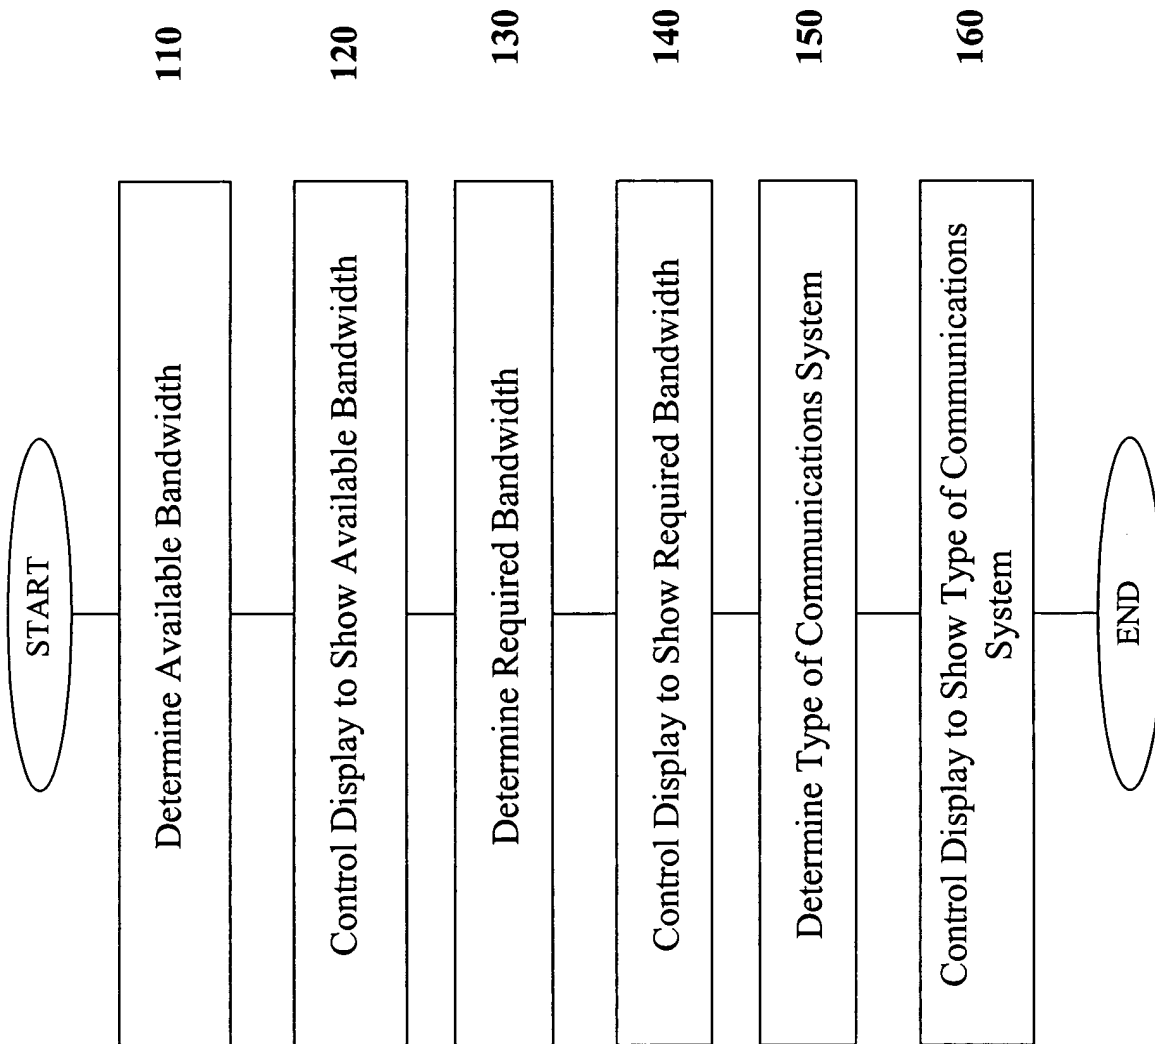 START
Determine Available Bandwidth
110
Control Display to Show Available Bandwidth
120
Determine Required Bandwidth
130
Control Display to Show Required Bandwidth
140
Determine Type of Communications System
150
Control Display to Show Type of Communications
System
160
END